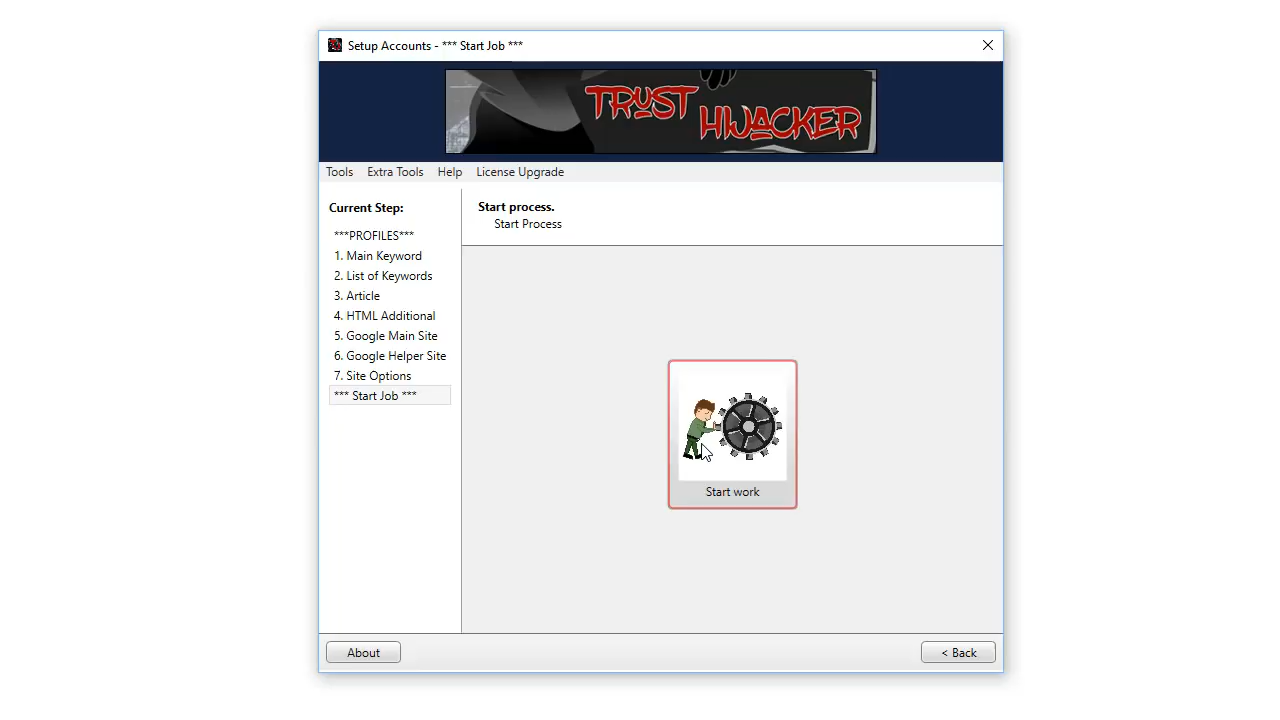 Setup Accounts - *** Start Job ***
TRUST HIJACKER
Tools Extra Tools Help License Upgrade
Current Step:
***PROFILES***
1. Main Keyword
2. List of Keywords
3. Article
4. HTML Additional
5. Google Main Site
6. Google Helper Site
7. Site Options
*** Start Job ***
Start process.
Start Process
Start work
About
< Back